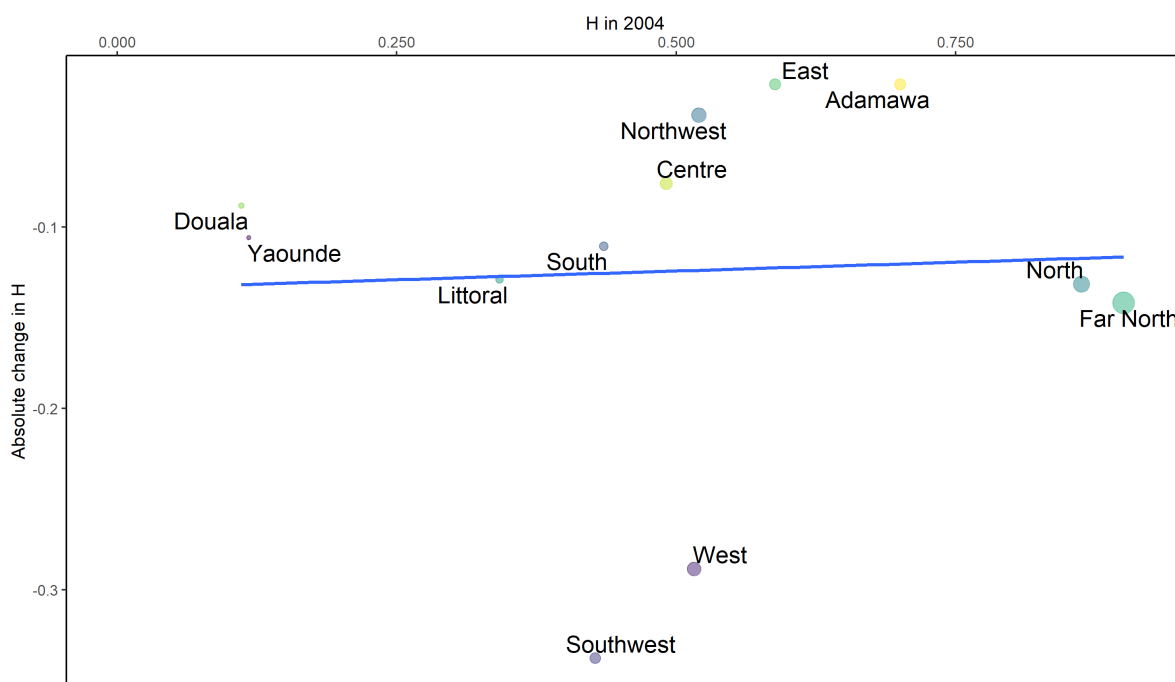 H in 2004
0.000 0.250 0.500 0.750
East
Adamawa
Northwest
Centre
Douala
-0.1
Yaounde
South
North
Littoral
Far North
Absolute change in H
-0.2
West
-0.3
Southwest